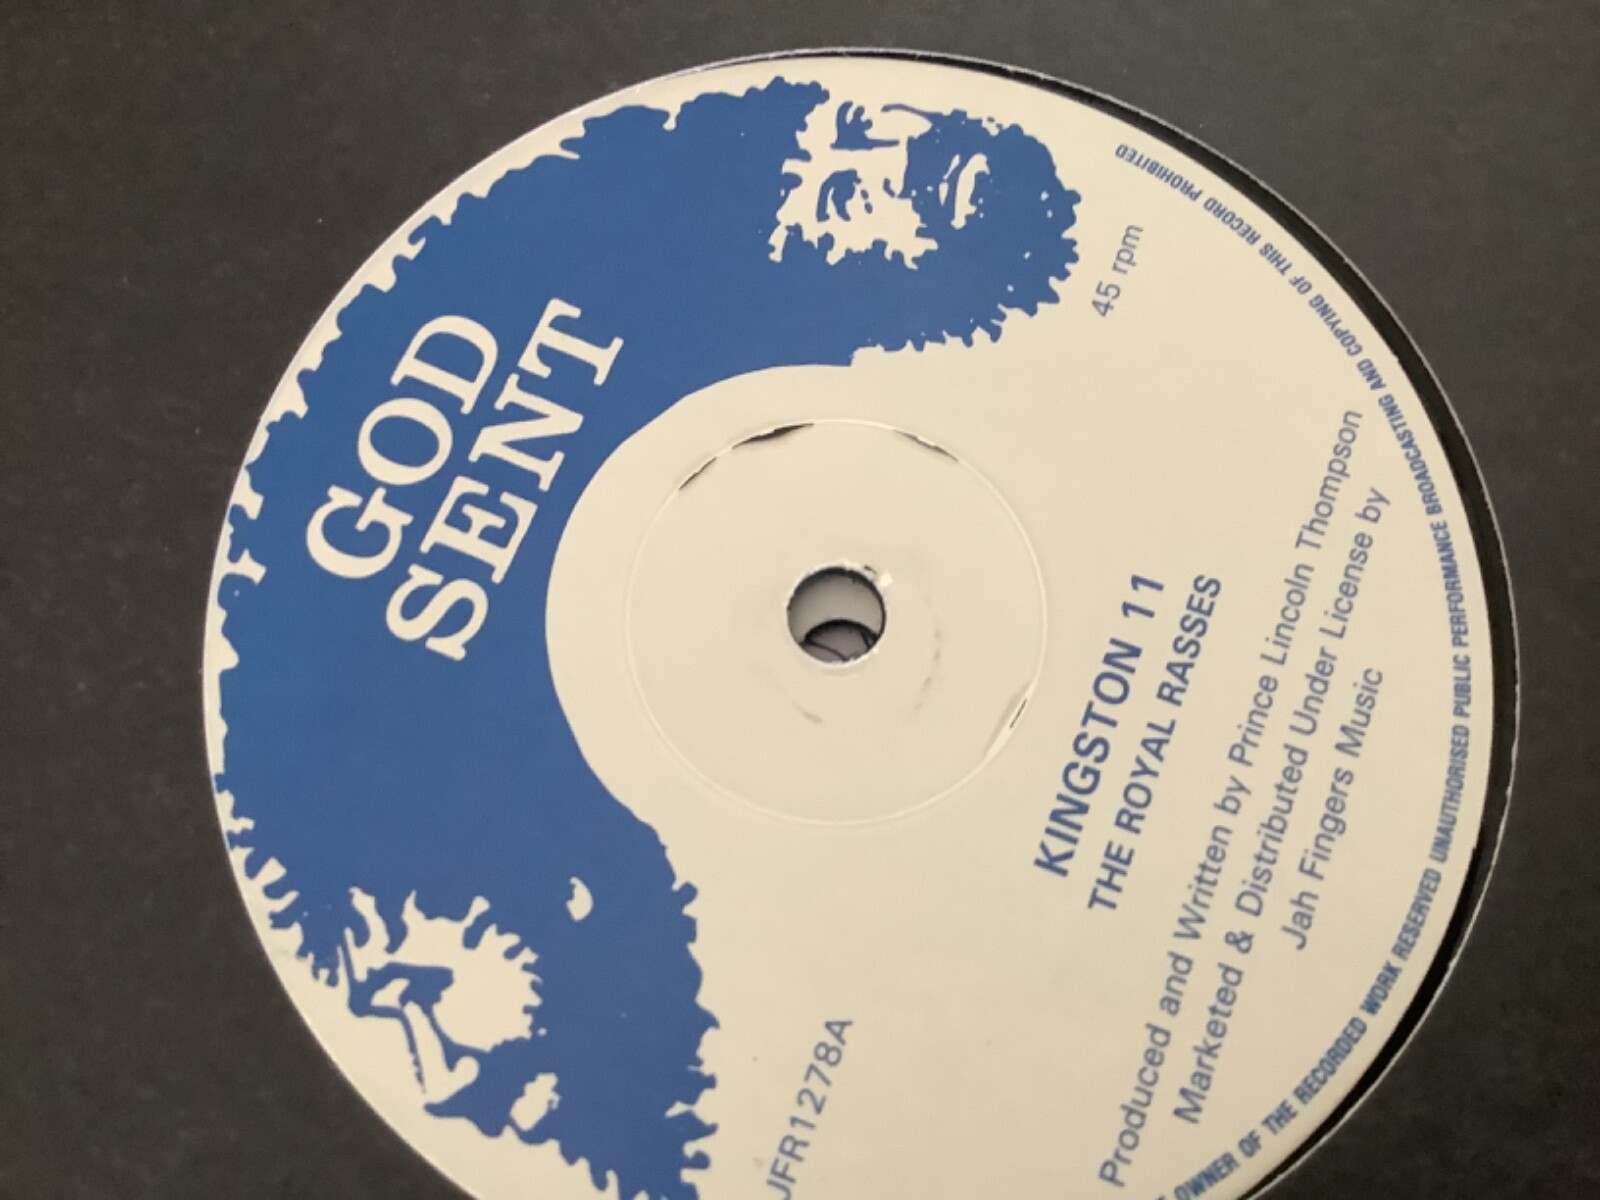 GOD
SENT
45 rpm
JFR1278A
KINGSTON 11
THE ROYAL RASSES
Produced and Written by Prince Lincoln Thompson
Marketed & Distributed Under License by
Jah Fingers Music
OWNER OF THE RECORDED WORK RESERVED UNAUTHORISED PUBLIC PERFORMANCE BROADCASTING AND COPYING OF THIS RECORD PROHIBITED